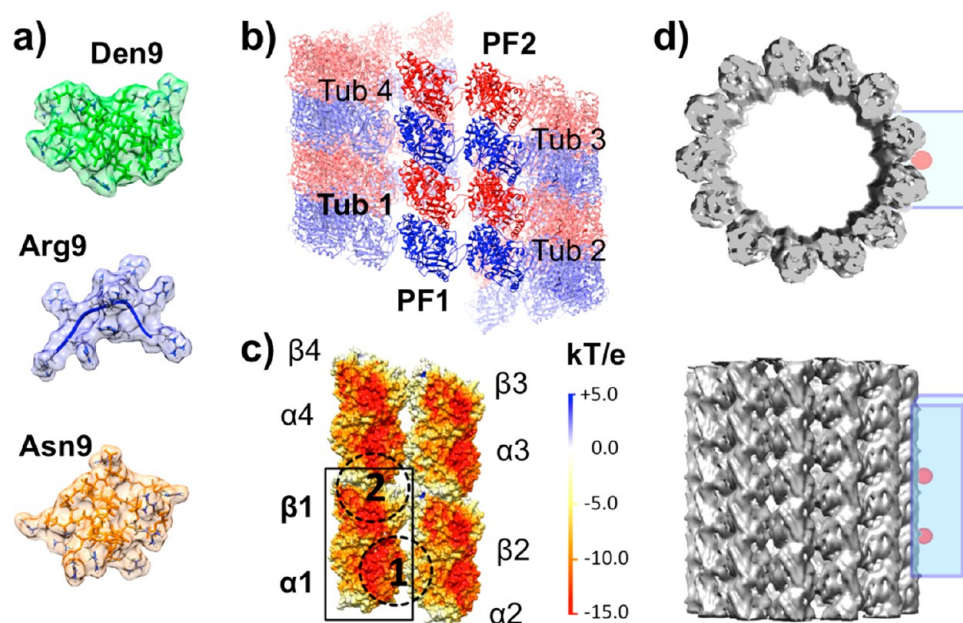 a)
Den9
Arg9
Asn9
b)
PF2
Tub 4
Tub 3
Tub 1
Tub 2
PF1
c)
kT/e
β4
β3
+5.0
α4
α3
0.0
2
β1
-5.0
β2
-10.0
α1
1
α2
-15.0
d)